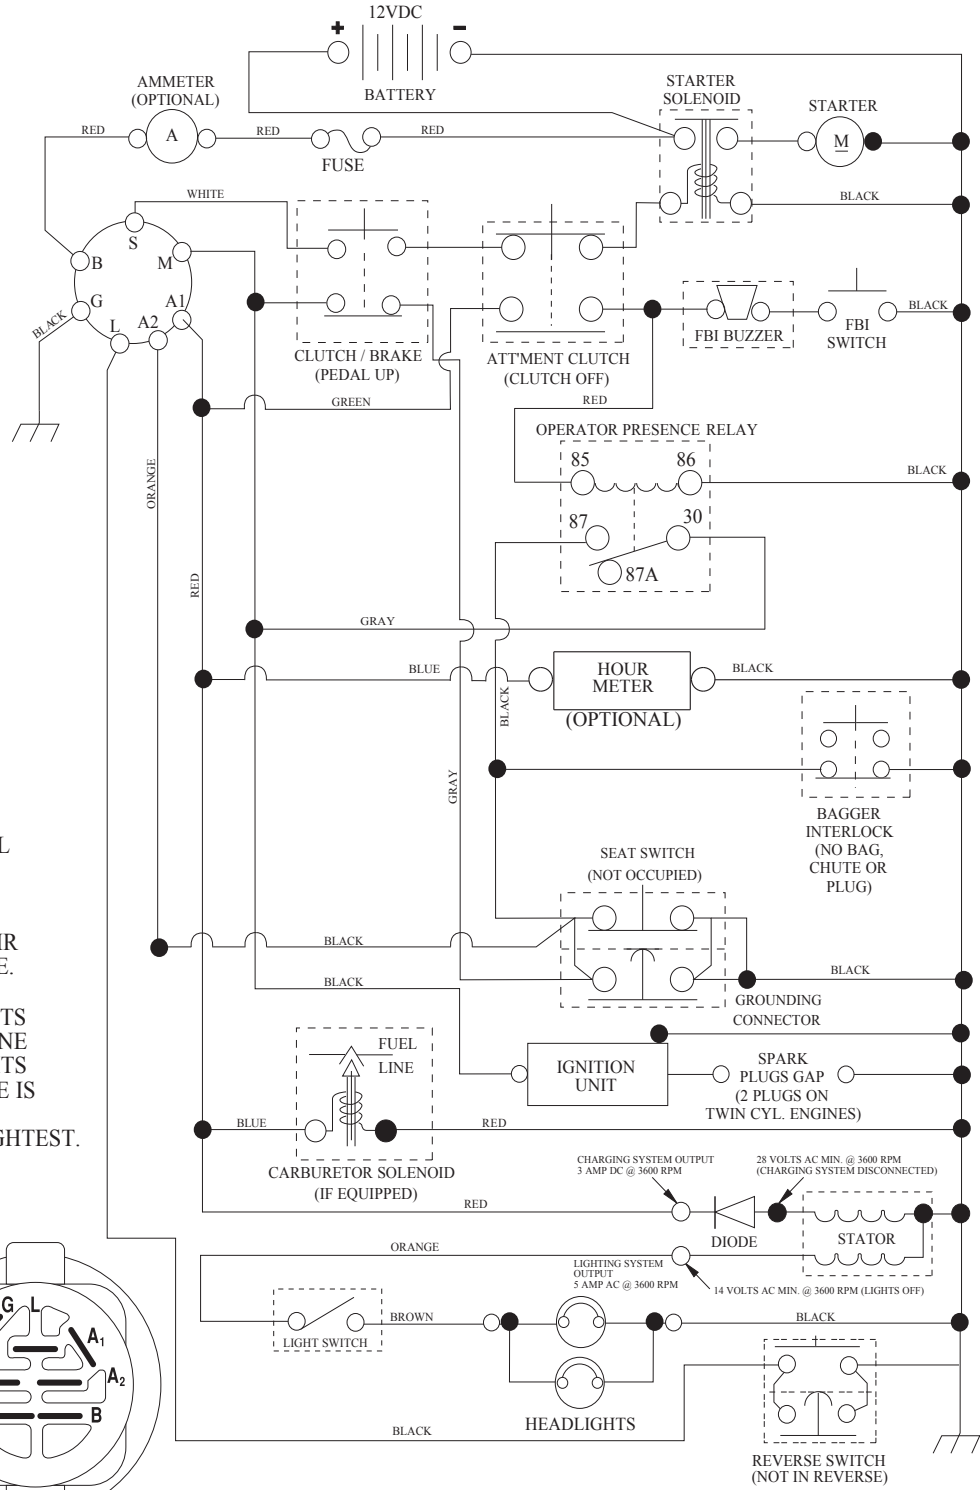 12VDC
+
-
BATTERY
AMMETER
(OPTIONAL)
RED
A
RED
FUSE
RED
STARTER
SOLENOID
STARTER
M
BLACK
WHITE
S
B
M
G
A1
L
A2
BLACK
CLUTCH / BRAKE
(PEDAL UP)
ATT'MENT CLUTCH
(CLUTCH OFF)
FBI BUZZER
FBI
SWITCH
BLACK
GREEN
RED
OPERATOR PRESENCE RELAY
85
86
BLACK
87
30
87A
ORANGE
RED
GRAY
BLUE
HOUR
METER
(OPTIONAL)
BLACK
BLACK
GRAY
BAGGER
INTERLOCK
(NO BAG,
CHUTE OR
PLUG)
L
SEAT SWITCH
(NOT OCCUPIED)
IR
E.
BLACK
BLACK
BLACK
GROUNDING
CONNECTOR
TS
NE
TS
E IS
GHTEST.
FUEL
LINE
IGNITION
UNIT
SPARK
PLUGS GAP
(2 PLUGS ON
TWIN CYL. ENGINES)
BLUE
RED
CARBURETOR SOLENOID
(IF EQUIPPED)
CHARGING SYSTEM OUTPUT
3 AMP DC @ 3600 RPM
28 VOLTS AC MIN. @ 3600 RPM
(CHARGING SYSTEM DISCONNECTED)
RED
DIODE
STATOR
ORANGE
LIGHTING SYSTEM
OUTPUT
5 AMP AC @ 3600 RPM
14 VOLTS AC MIN. @ 3600 RPM (LIGHTS OFF)
LIGHT SWITCH
BROWN
BLACK
HEADLIGHTS
G L
A1
A2
B
BLACK
REVERSE SWITCH
(NOT IN REVERSE)